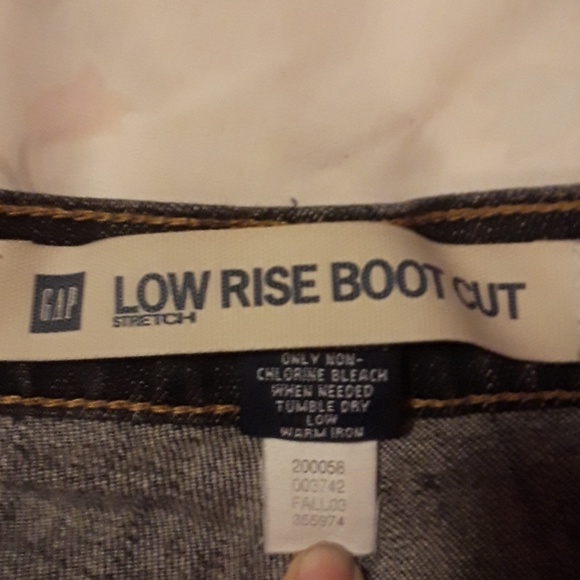 GAP
LOW RISE BOOT CUT
STRETCH
ONLY NON-
CHLORINE BLEACH
WHEN NEEDED
TUMBLE DRY
LOW
WARM IRON
200058
003742
FALL03
355974